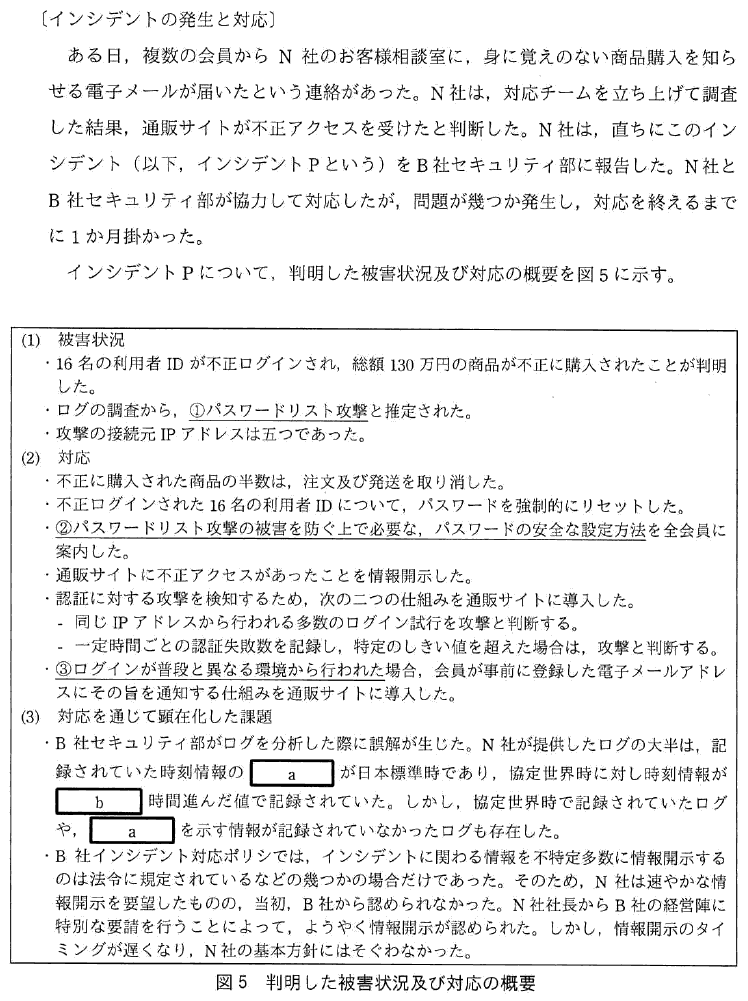 〔インシデントの発生と対応〕
ある日，複数の会員から N 社のお客様相談室に，身に覚えのない商品購入を知ら
せる電子メールが届いたという連絡があった。N 社は，対応チームを立ち上げて調査
した結果，通販サイトが不正アクセスを受けたと判断した。N 社は，直ちにこのイン
シデント（以下，インシデント P という）を B 社セキュリティ部に報告した。N 社と
B 社セキュリティ部が協力して対応したが，問題が幾つか発生し，対応を終えるまで
に 1 か月掛かった。
インシデント P について，判明した被害状況及び対応の概要を図 5 に示す。
(1) 被害状況
・16 名の利用者 ID が不正ログインされ，総額 130 万円の商品が不正に購入されたことが判明
した。
・ログの調査から，①パスワードリスト攻撃と推定された。
・攻撃の接続元 IP アドレスは五つであった。
(2) 対応
・不正に購入された商品の半数は，注文及び発送を取り消した。
・不正ログインされた 16 名の利用者 ID について，パスワードを強制的にリセットした。
・②パスワードリスト攻撃の被害を防ぐ上で必要な，パスワードの安全な設定方法を全会員に
案内した。
・通販サイトに不正アクセスがあったことを情報開示した。
・認証に対する攻撃を検知するため，次の二つの仕組みを通販サイトに導入した。
- 同じ IP アドレスから行われる多数のログイン試行を攻撃と判断する。
- 一定時間ごとの認証失敗数を記録し，特定のしきい値を超えた場合は，攻撃と判断する。
・③ログインが普段と異なる環境から行われた場合，会員が事前に登録した電子メールアドレ
スにその旨を通知する仕組みを通販サイトに導入した。
(3) 対応を通じて顕在化した課題
・B 社セキュリティ部がログを分析した際に誤解が生じた。N 社が提供したログの大半は，記
録されていた時刻情報の a が日本標準時であり，協定世界時に対し時刻情報が
b 時間進んだ値で記録されていた。しかし，協定世界時で記録されていたログ
や， a を示す情報が記録されていなかったログも存在した。
・B 社インシデント対応ポリシでは，インシデントに関わる情報を不特定多数に情報開示する
のは法令に規定されているなどの幾つかの場合だけであった。そのため，N 社は速やかな情
報開示を要望したものの，当初，B 社から認められなかった。N 社社長から B 社の経営陣に
特別な要請を行うことによって，ようやく情報開示が認められた。しかし，情報開示のタイ
ミングが遅くなり，N 社の基本方針にはそぐわなかった。
図 5 判明した被害状況及び対応の概要